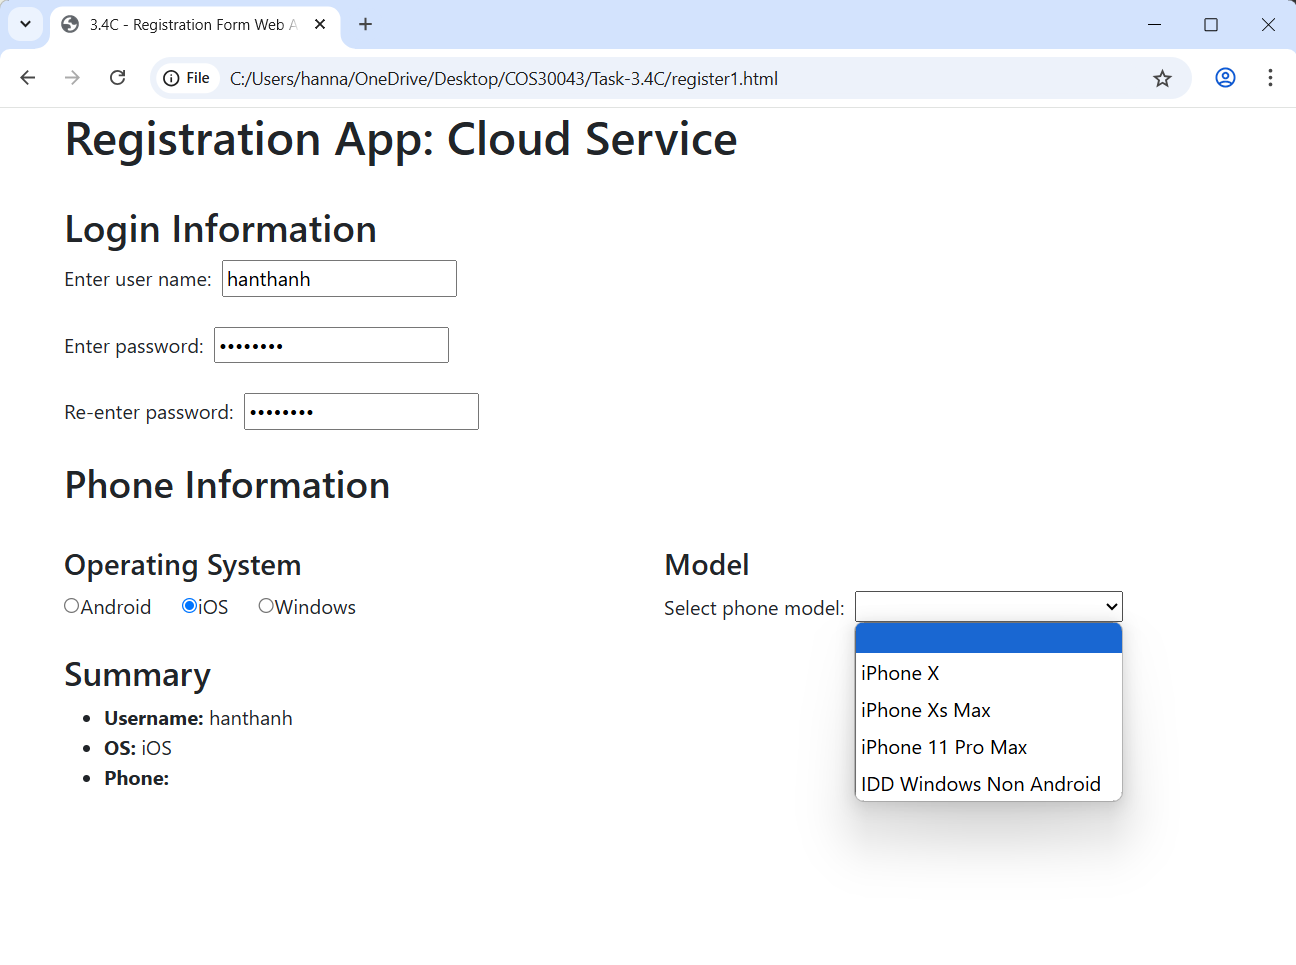 3.4C - Registration Form Web A
File C:/Users/hanna/OneDrive/Desktop/COS30043/Task-3.4C/register1.html
Registration App: Cloud Service
Login Information
Enter user name: hanthanh
Enter password: ••••••••
Re-enter password: ••••••••
Phone Information
Operating System
Android iOS Windows
Model
Select phone model:
iPhone X
iPhone Xs Max
iPhone 11 Pro Max
IDD Windows Non Android
Summary
• Username: hanthanh
• OS: iOS
• Phone: